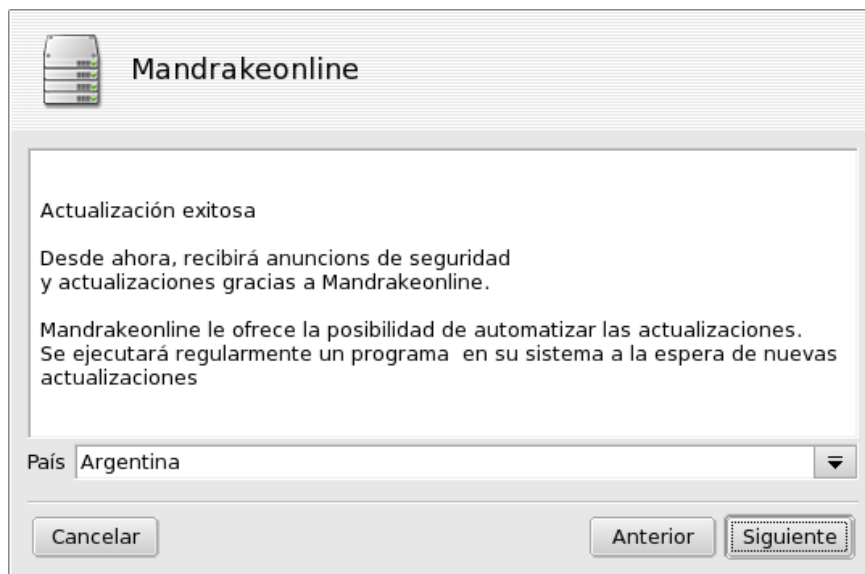 Mandrakeonline
Actualización exitosa
Desde ahora, recibirá anuncions de seguridad
y actualizaciones gracias a Mandrakeonline.
Mandrakeonline le ofrece la posibilidad de automatizar las actualizaciones.
Se ejecutará regularmente un programa  en su sistema a la espera de nuevas
actualizaciones
País Argentina
Cancelar Anterior Siguiente